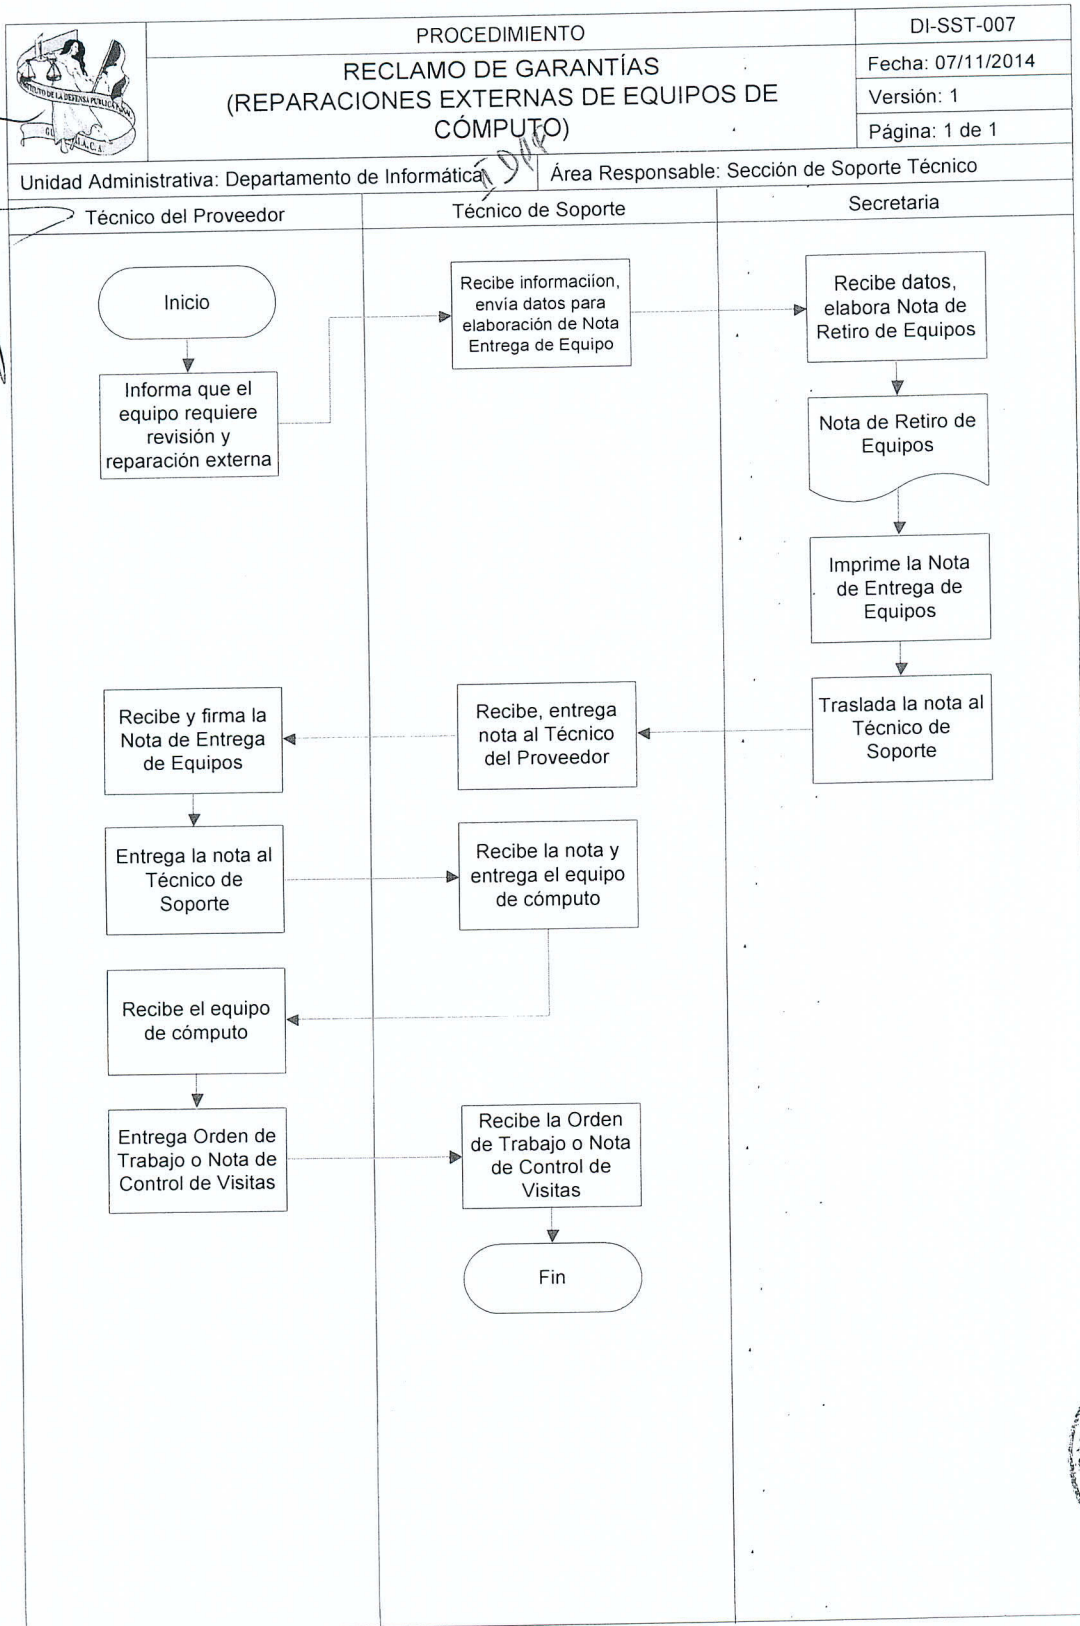 PROCEDIMIENTO
RECLAMO DE GARANTÍAS
(REPARACIONES EXTERNAS DE EQUIPOS DE
CÓMPUTO)
DI-SST-007
Fecha: 07/11/2014
Versión: 1
Página: 1 de 1
INSTITUTO DE LA DEFENSA PUBLICA PENAL
Unidad Administrativa: Departamento de Informática
Área Responsable: Sección de Soporte Técnico
Técnico del Proveedor
Técnico de Soporte
Secretaria
Inicio
Informa que el
equipo requiere
revisión y
reparación externa
Recibe informaciíon,
envía datos para
elaboración de Nota
Entrega de Equipo
Recibe datos,
elabora Nota de
Retiro de Equipos
Nota de Retiro de
Equipos
Imprime la Nota
de Entrega de
Equipos
Traslada la nota al
Técnico de
Soporte
Recibe, entrega
nota al Técnico
del Proveedor
Recibe y firma la
Nota de Entrega
de Equipos
Entrega la nota al
Técnico de
Soporte
Recibe la nota y
entrega el equipo
de cómputo
Recibe el equipo
de cómputo
Entrega Orden de
Trabajo o Nota de
Control de Visitas
Recibe la Orden
de Trabajo o Nota
de Control de
Visitas
Fin